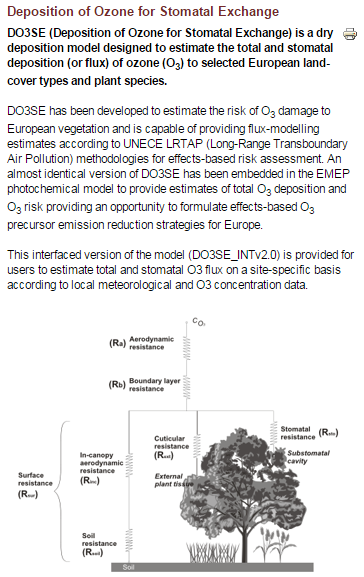 Deposition of Ozone for Stomatal Exchange
DO3SE (Deposition of Ozone for Stomatal Exchange) is a dry
deposition model designed to estimate the total and stomatal
deposition (or flux) of ozone (O₃) to selected European land-
cover types and plant species.
DO3SE has been developed to estimate the risk of O₃ damage to
European vegetation and is capable of providing flux-modelling
estimates according to UNECE LRTAP (Long-Range Transboundary
Air Pollution) methodologies for effects-based risk assessment. An
almost identical version of DO3SE has been embedded in the EMEP
photochemical model to provide estimates of total O₃ deposition and
O₃ risk providing an opportunity to formulate effects-based O₃
precursor emission reduction strategies for Europe.
This interfaced version of the model (DO3SE_INTv2.0) is provided for
users to estimate total and stomatal O3 flux on a site-specific basis
according to local meteorological and O3 concentration data.
C O₃
(Ra) Aerodynamic
resistance
(Rb) Boundary layer
resistance
Stomatal
resistance (Rsto)
Substomatal
cavity
Cuticular
resistance
(Rext)
External
plant tissue
In-canopy
aerodynamic
resistance
(Rinc)
Surface
resistance
(Rsur)
Soil
resistance
(Rsoil)
Soil